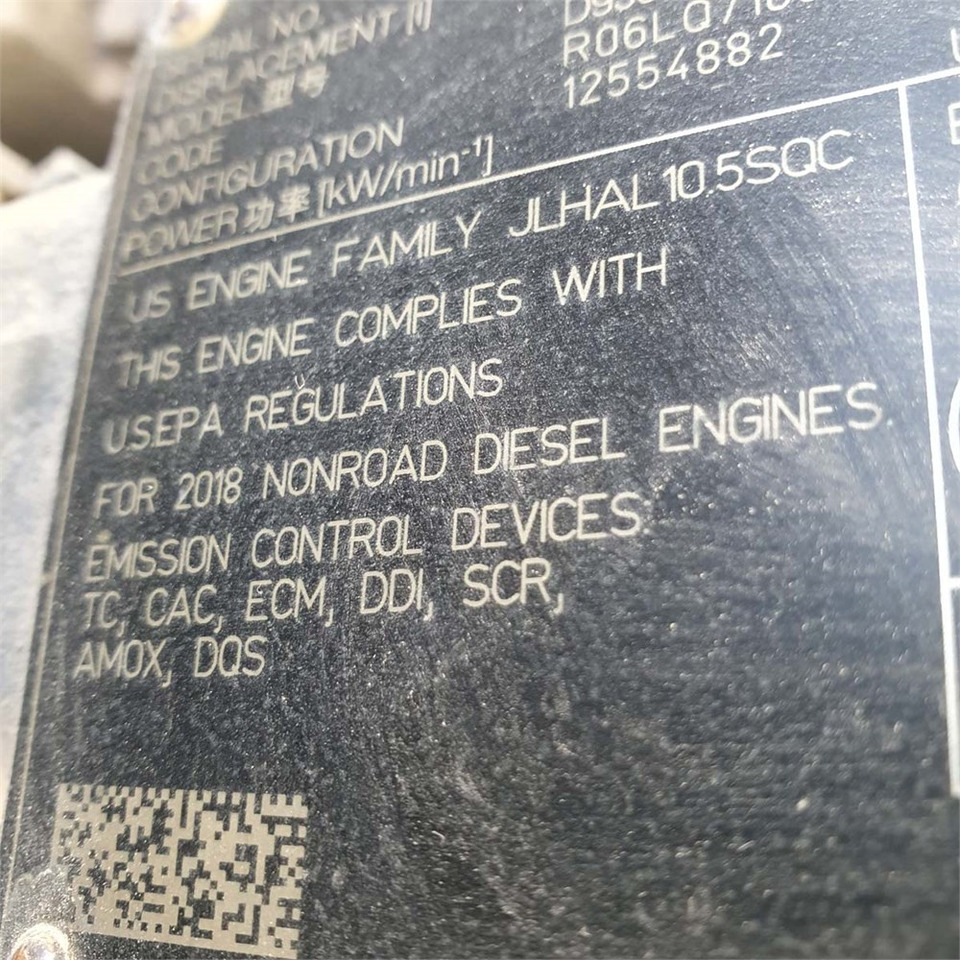 NO.
DISPLACEMENT [l]
MODEL 型号
R06LQ
CODE
12554882
CONFIGURATION
POWER 功率 [kW/min⁻¹]
US ENGINE FAMILY JLHAL10.5SQC
THIS ENGINE COMPLIES WITH
U.S.EPA REGULATIONS
FOR 2018 NONROAD DIESEL ENGINES.
EMISSION CONTROL DEVICES:
TC, CAC, ECM, DDI, SCR,
AMOX, DQS